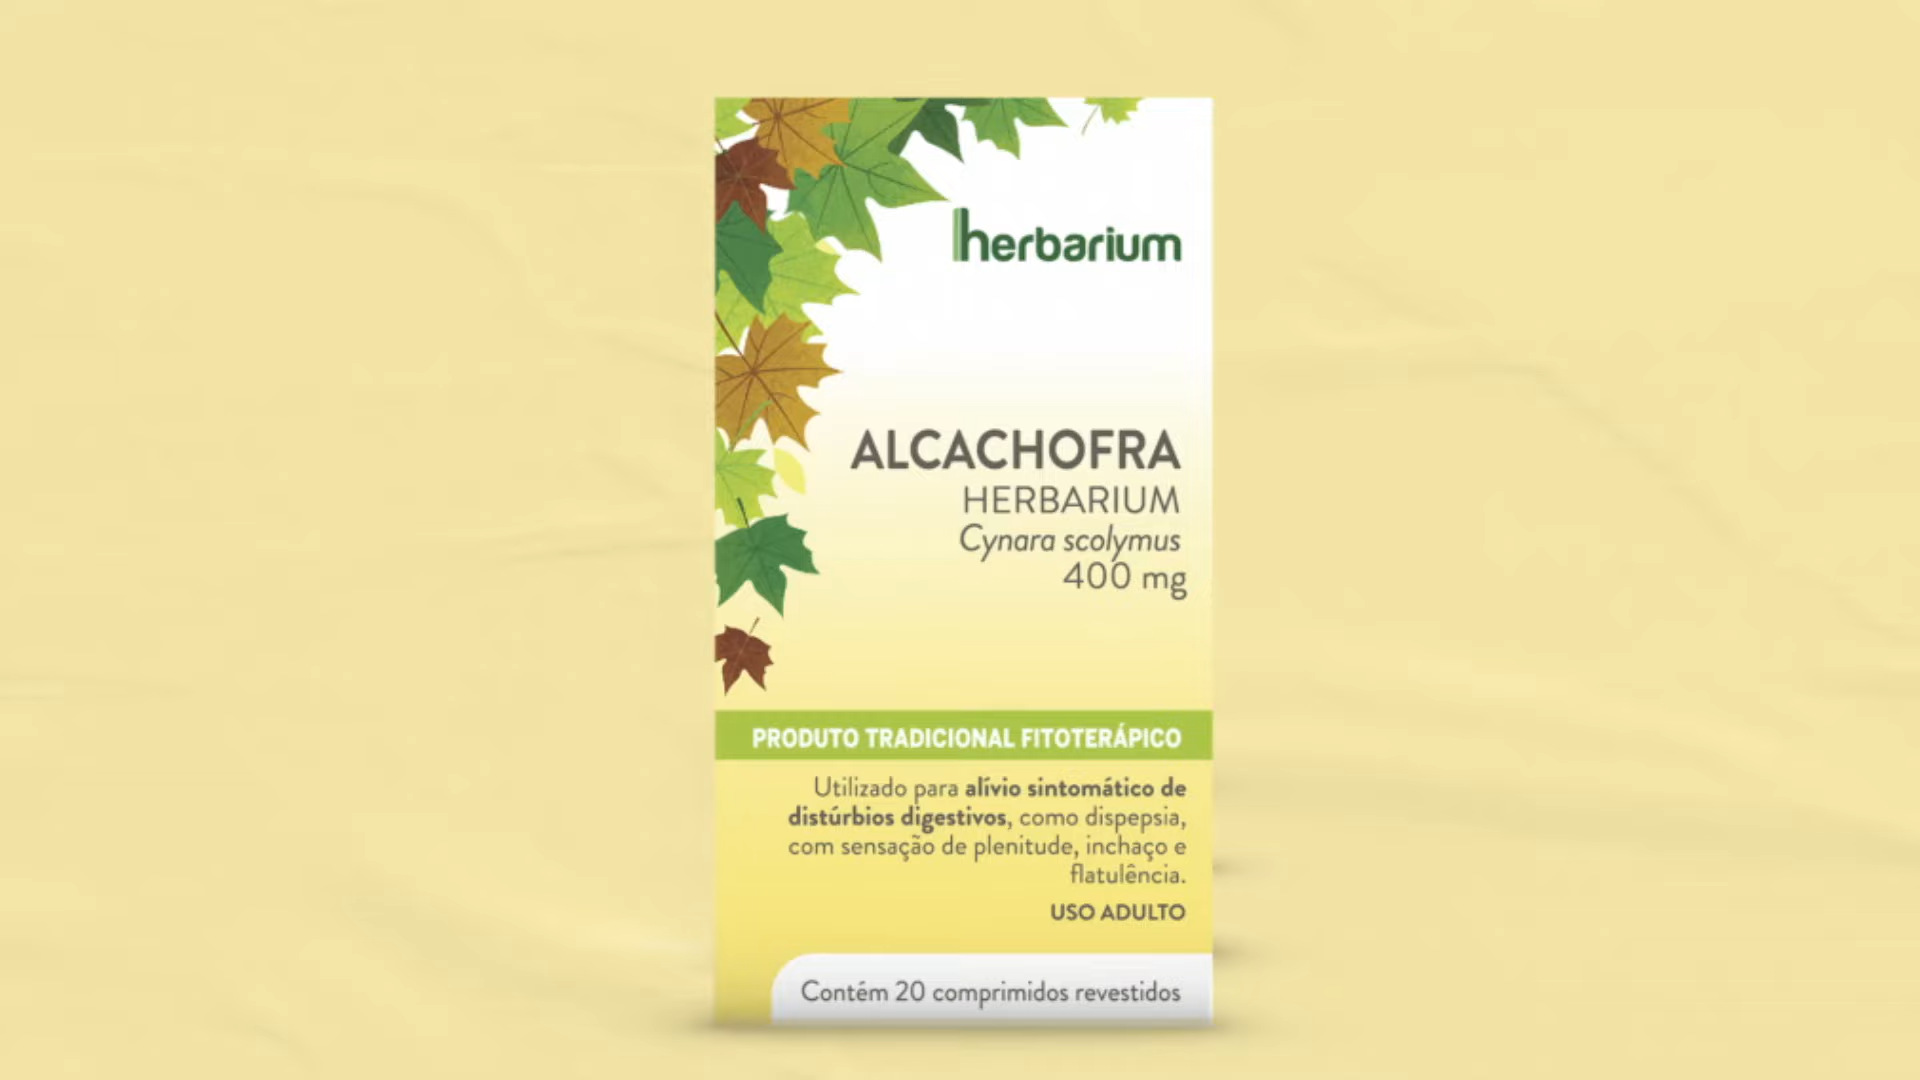 herbarium
ALCACHOFRA
HERBARIUM
Cynara scolymus
400 mg
PRODUTO TRADICIONAL FITOTERÁPICO
Utilizado para alívio sintomático de
distúrbios digestivos, como dispepsia,
com sensação de plenitude, inchaço e
flatulência.
USO ADULTO
Contém 20 comprimidos revestidos